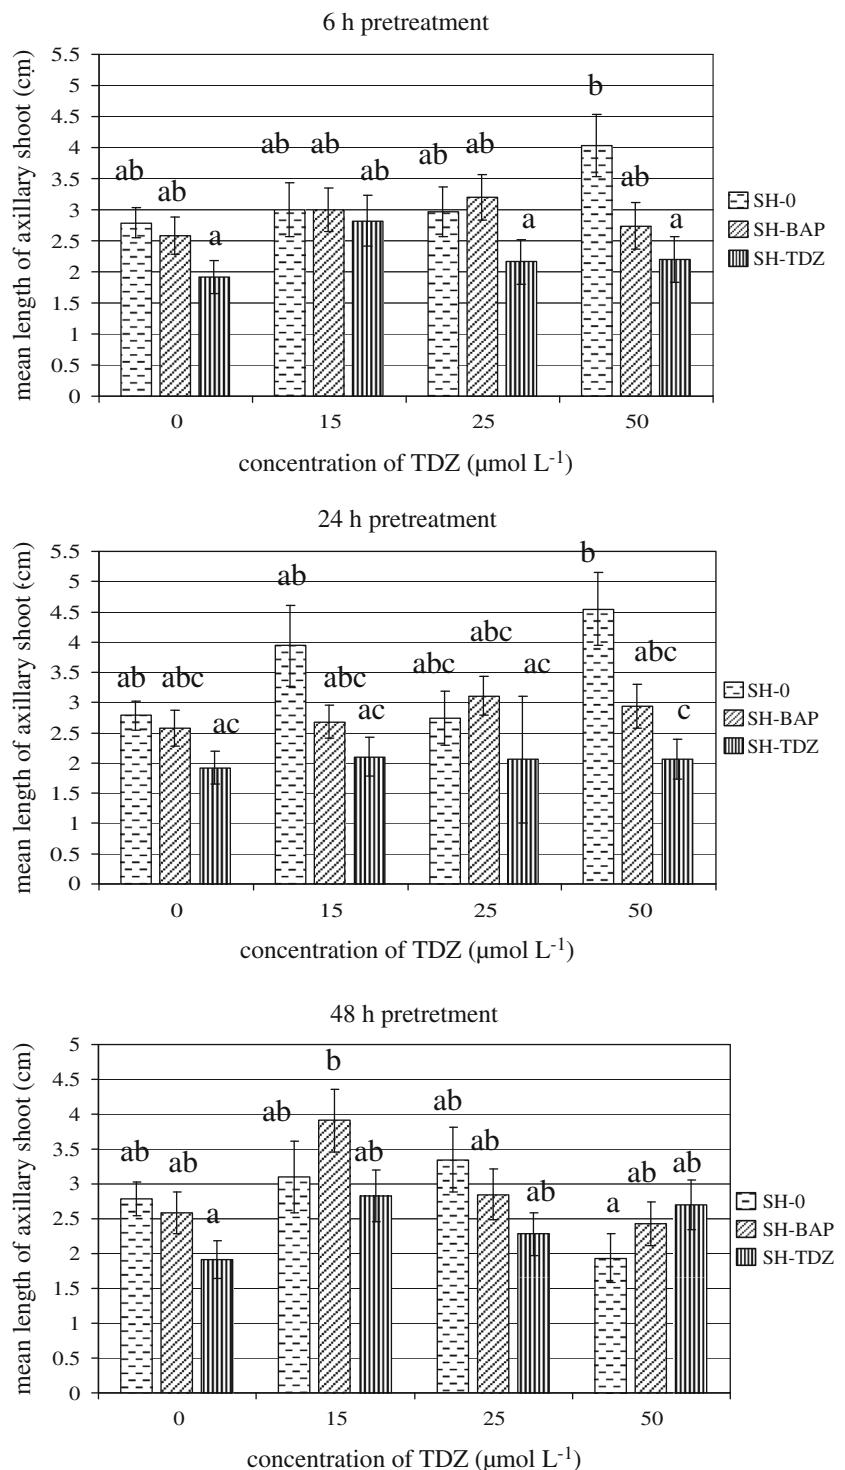 6 h pretreatment
mean length of axillary shoot (cm)
5.5
5
4.5
4
3.5
3
2.5
2
1.5
1
0.5
0
ab ab a
ab ab ab
ab ab a
b ab a
0 15 25 50
concentration of TDZ (µmol L-1)
SH-0
SH-BAP
SH-TDZ
24 h pretreatment
mean length of axillary shoot (cm)
5.5
5
4.5
4
3.5
3
2.5
2
1.5
1
0.5
0
ab abc ac
ab abc ac
abc abc ac
b abc c
0 15 25 50
concentration of TDZ (µmol L-1)
SH-0
SH-BAP
SH-TDZ
48 h pretretment
mean length of axillary shoot (cm)
5
4.5
4
3.5
3
2.5
2
1.5
1
0.5
0
ab ab a
ab b ab
ab ab ab
a ab ab
0 15 25 50
concentration of TDZ (µmol L-1)
SH-0
SH-BAP
SH-TDZ